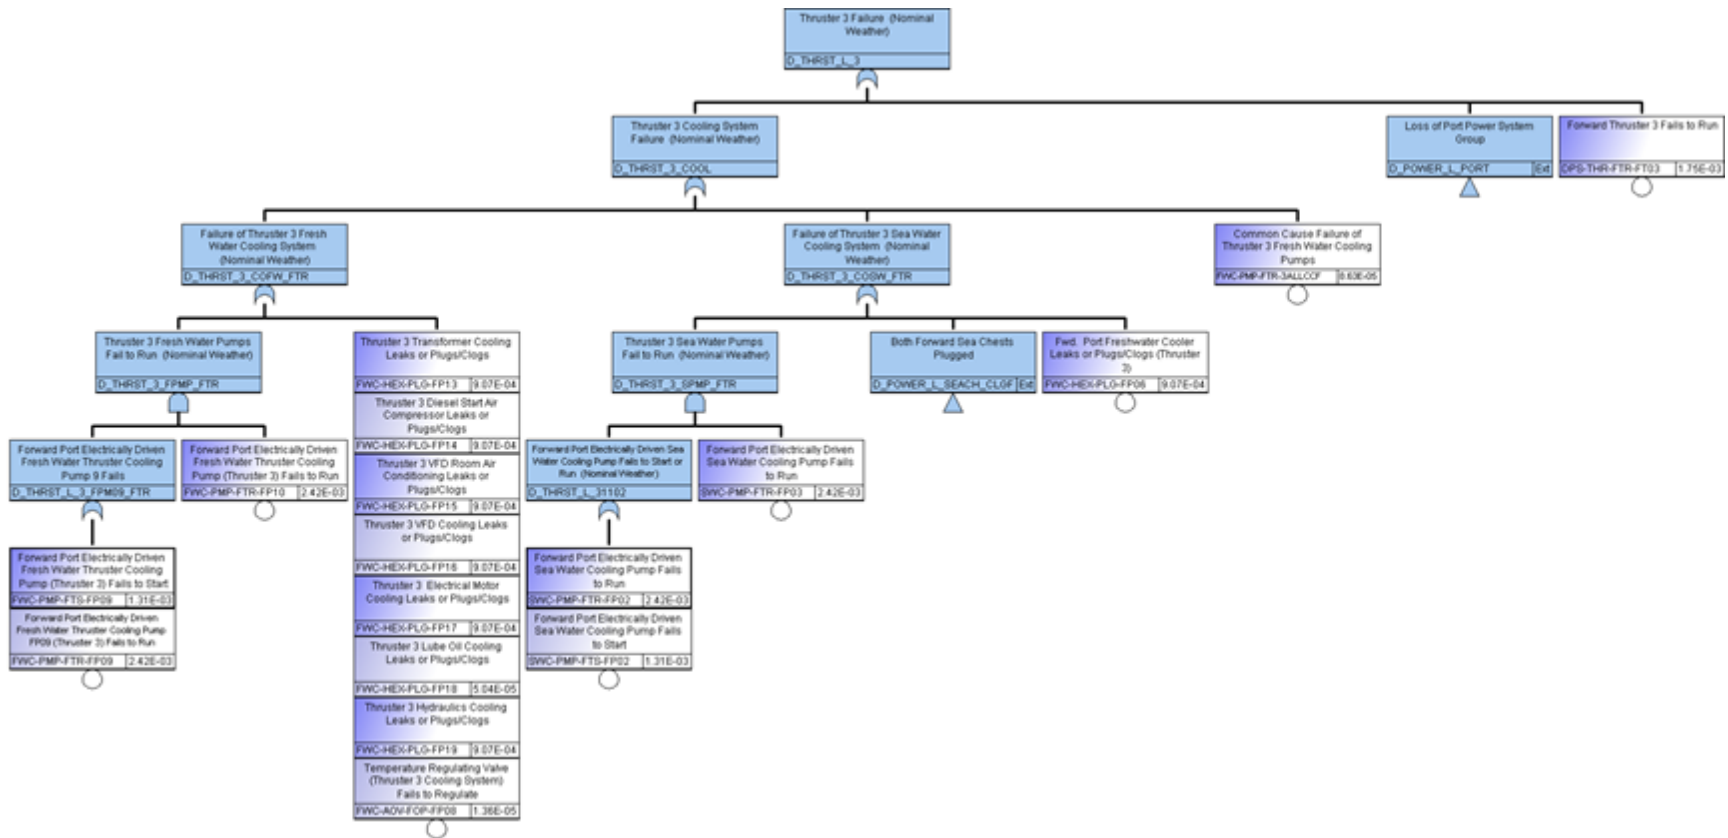 Thruster 3 Failure (Nominal
Weather)
D_THRST_L_3
Thruster 3 Cooling System
Failure (Nominal Weather)
D_THRST_3_COOL
Loss of Port Power System
Group
D_POWER_L_PORT Ext
Forward Thruster 3 Fails to Run
DPS-THR-FTR-FT03 1.75E-03
Failure of Thruster 3 Fresh
Water Cooling System
(Nominal Weather)
D_THRST_3_COFW_FTR
Failure of Thruster 3 Sea Water
Cooling System (Nominal
Weather)
D_THRST_3_COSW_FTR
Common Cause Failure of
Thruster 3 Fresh Water Cooling
Pumps
FWC-PMP-FTR-3ALLCCF 8.63E-05
Thruster 3 Fresh Water Pumps
Fail to Run (Nominal Weather)
D_THRST_3_FPMP_FTR
Thruster 3 Transformer Cooling
Leaks or Plugs/Clogs
FWC-HEX-PLG-FP13 9.07E-04
Thruster 3 Diesel Start Air
Compressor Leaks or
Plugs/Clogs
FWC-HEX-PLG-FP14 9.07E-04
Thruster 3 VFD Room Air
Conditioning Leaks or
Plugs/Clogs
FWC-HEX-PLG-FP15 9.07E-04
Thruster 3 VFD Cooling Leaks
or Plugs/Clogs
FWC-HEX-PLG-FP16 9.07E-04
Thruster 3 Electrical Motor
Cooling Leaks or Plugs/Clogs
FWC-HEX-PLG-FP17 9.07E-04
Thruster 3 Lube Oil Cooling
Leaks or Plugs/Clogs
FWC-HEX-PLG-FP18 5.04E-05
Thruster 3 Hydraulics Cooling
Leaks or Plugs/Clogs
FWC-HEX-PLG-FP19 9.07E-04
Temperature Regulating Valve
(Thruster 3 Cooling System)
Fails to Regulate
FWC-AOV-FOP-FP08 1.36E-05
Thruster 3 Sea Water Pumps
Fail to Run (Nominal Weather)
D_THRST_3_SPMP_FTR
Both Forward Sea Chests
Plugged
D_POWER_L_SEACH_CLGF Ext
Fwd. Port Freshwater Cooler
Leaks or Plugs/Clogs (Thruster
3)
FWC-HEX-PLG-FP06 9.07E-04
Forward Port Electrically Driven
Fresh Water Thruster Cooling
Pump 9 Fails
D_THRST_L_3_FPM09_FTR
Forward Port Electrically Driven
Fresh Water Thruster Cooling
Pump (Thruster 3) Fails to Run
FWC-PMP-FTR-FP10 2.42E-03
Forward Port Electrically Driven Sea
Water Cooling Pump Fails to Start or
Run (Nominal Weather)
D_THRST_L_31102
Forward Port Electrically Driven
Sea Water Cooling Pump Fails
to Run
SWC-PMP-FTR-FP03 2.42E-03
Forward Port Electrically Driven
Fresh Water Thruster Cooling
Pump (Thruster 3) Fails to Start
FWC-PMP-FTS-FP09 1.31E-03
Forward Port Electrically Driven
Fresh Water Thruster Cooling Pump
FP09 (Thruster 3) Fails to Run
FWC-PMP-FTR-FP09 2.42E-03
Forward Port Electrically Driven
Sea Water Cooling Pump Fails
to Run
SWC-PMP-FTR-FP02 2.42E-03
Forward Port Electrically Driven
Sea Water Cooling Pump Fails
to Start
SWC-PMP-FTS-FP02 1.31E-03